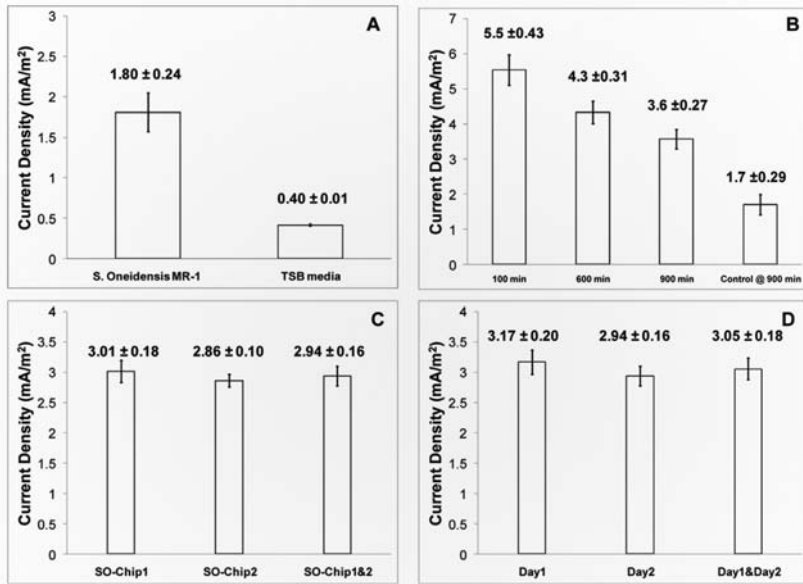 A
Current Density (mA/m²)
3
2.5
2
1.5
1
0.5
0
1.80 ± 0.24
0.40 ± 0.01
S. Oneidensis MR-1
TSB media
B
Current Density (mA/m²)
7
6
5
4
3
2
1
0
5.5 ±0.43
4.3 ±0.31
3.6 ±0.27
1.7 ±0.29
100 min
600 min
900 min
Control @ 900 min
C
Current Density (mA/m²)
4
3.5
3
2.5
2
1.5
1
0.5
0
3.01 ± 0.18
2.86 ± 0.10
2.94 ± 0.16
SO-Chip1
SO-Chip2
SO-Chip1&2
D
Current Density (mA/m²)
4
3.5
3
2.5
2
1.5
1
0.5
0
3.17 ± 0.20
2.94 ± 0.16
3.05 ± 0.18
Day1
Day2
Day1&Day2